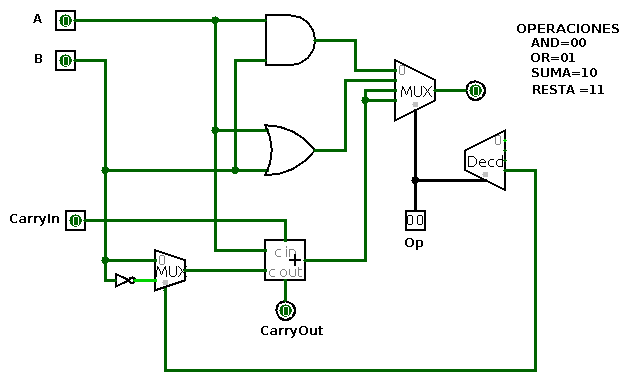 A
B
OPERACIONES
AND=00
OR=01
SUMA=10
RESTA =11
0
MUX
0
Decd
CarryIn
00
Op
c in
+
c out
0
MUX
CarryOut